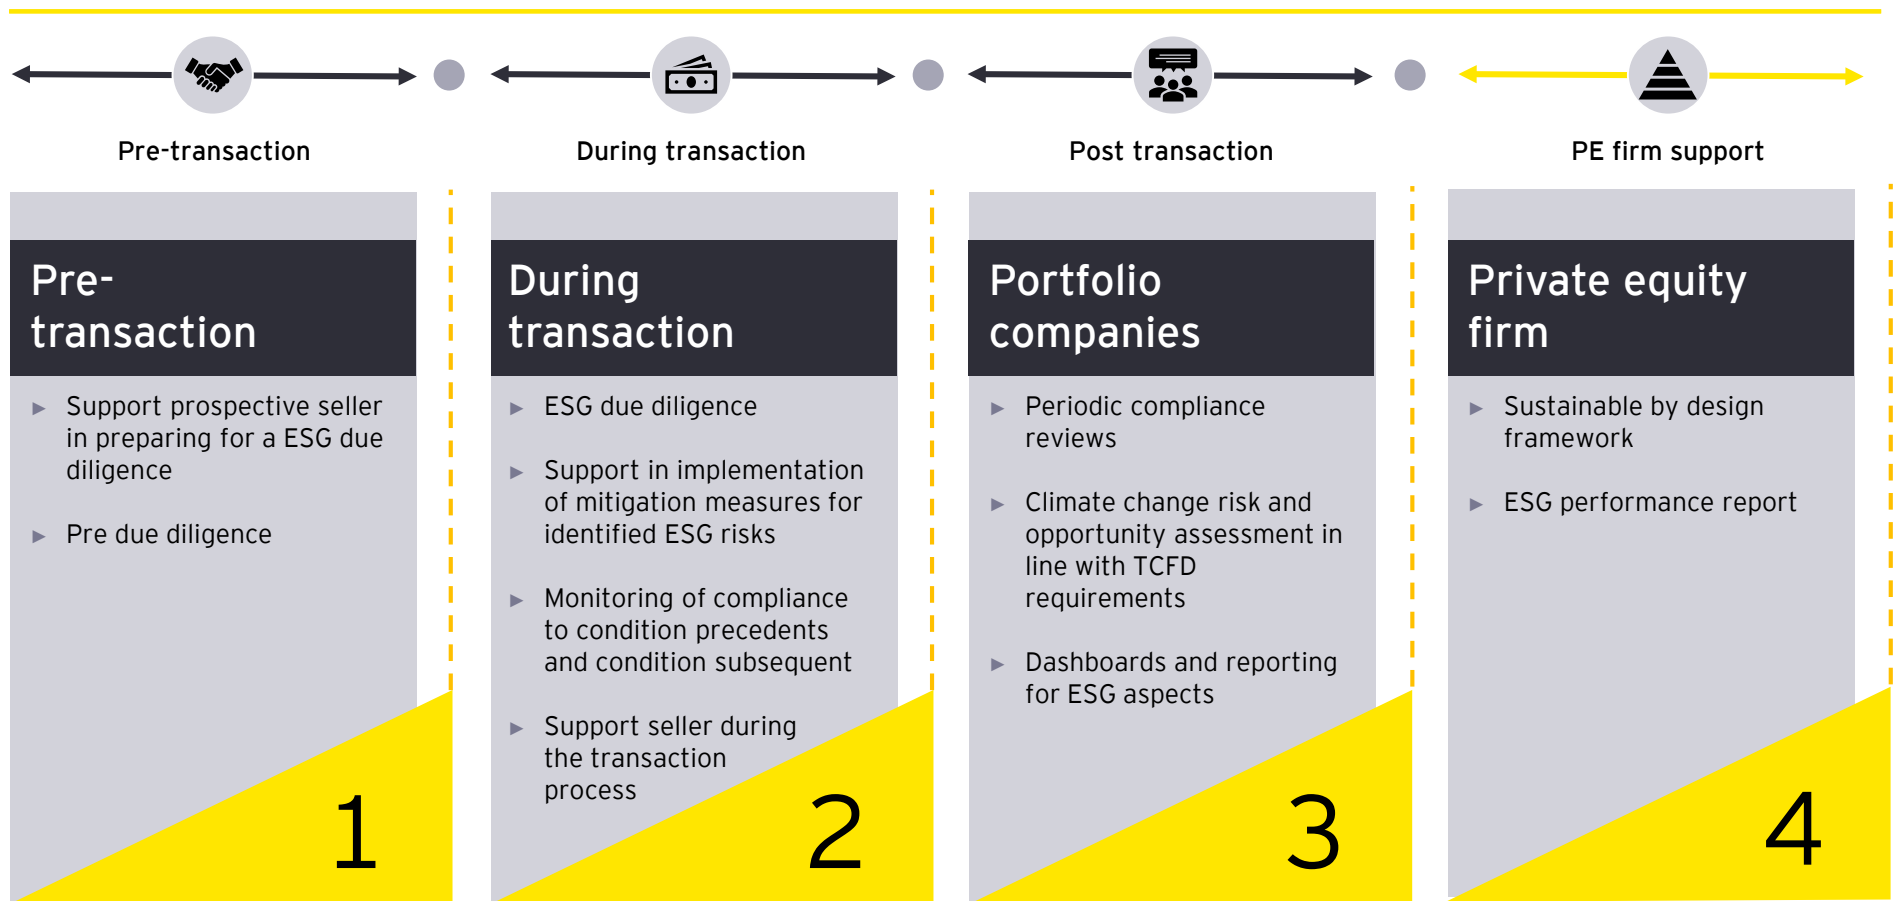 Pre-transaction
During transaction
Post transaction
PE firm support
Pre-
transaction
► Support prospective seller
in preparing for a ESG due
diligence
► Pre due diligence
1
During
transaction
► ESG due diligence
► Support in implementation
of mitigation measures for
identified ESG risks
► Monitoring of compliance
to condition precedents
and condition subsequent
► Support seller during
the transaction
process
2
Portfolio
companies
► Periodic compliance
reviews
► Climate change risk and
opportunity assessment in
line with TCFD
requirements
► Dashboards and reporting
for ESG aspects
3
Private equity
firm
► Sustainable by design
framework
► ESG performance report
4